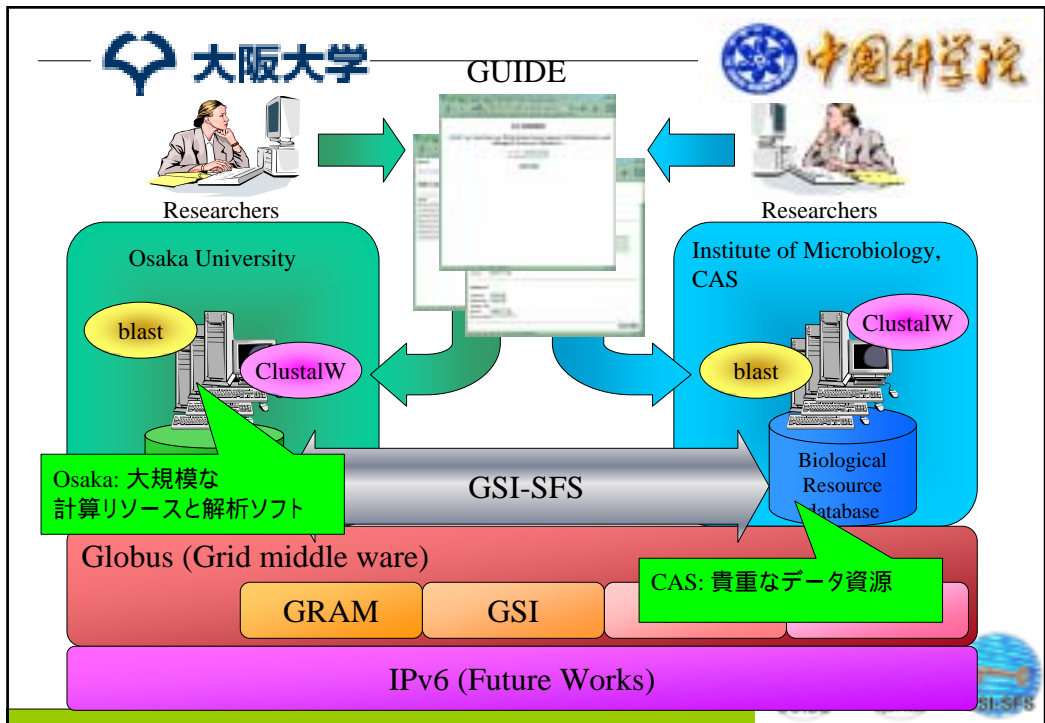 大阪大学
GUIDE
中国科学院
Researchers
Researchers
Osaka University
Institute of Microbiology,
CAS
blast
ClustalW
ClustalW
blast
Osaka: 大規模な
計算リソースと解析ソフト
GSI-SFS
Biological
Resource
database
Globus (Grid middle ware)
CAS: 貴重なデータ資源
GRAM
GSI
IPv6 (Future Works)
GSI-SFS